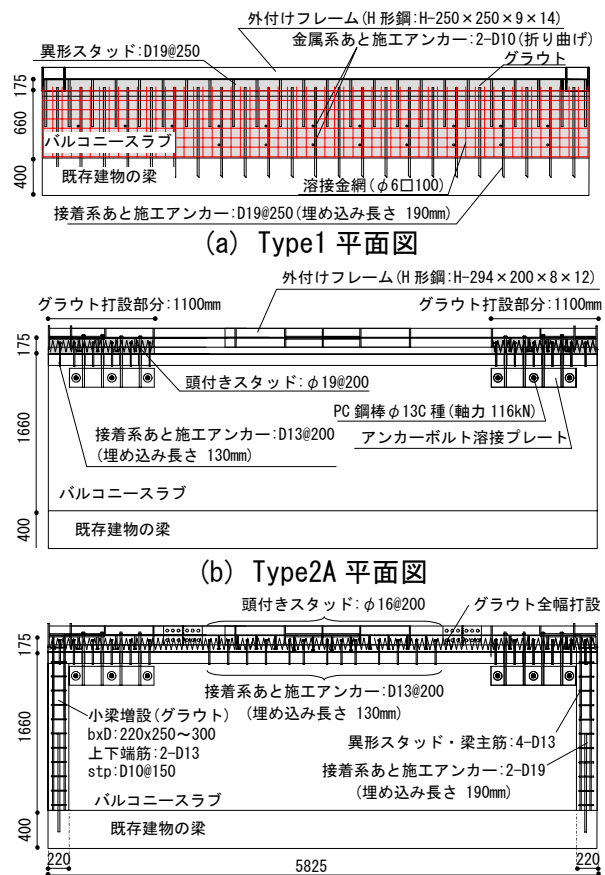 外付けフレーム(H 形鋼:H-250×250×9×14)
金属系あと施工アンカー:2-D10(折り曲げ)
異形スタッド:D19@250
グラウト
175
660
400
バルコニースラブ
既存建物の梁
溶接金網(φ6□100)
接着系あと施工アンカー:D19@250(埋め込み長さ 190mm)
(a) Type1 平面図
外付けフレーム(H 形鋼:H-294×200×8×12)
グラウト打設部分:1100mm
グラウト打設部分:1100mm
175
1660
400
頭付きスタッド:φ19@200
PC 鋼棒φ13C 種(軸力 116kN)
アンカーボルト溶接プレート
接着系あと施工アンカー:D13@200
(埋め込み長さ 130mm)
バルコニースラブ
既存建物の梁
(b) Type2A 平面図
頭付きスタッド:φ16@200
グラウト全幅打設
175
1660
400
接着系あと施工アンカー:D13@200
(埋め込み長さ 130mm)
小梁増設(グラウト)
bxD:220x250～300
上下端筋:2-D13
stp:D10@150
異形スタッド・梁主筋:4-D13
接着系あと施工アンカー:2-D19
(埋め込み長さ 190mm)
バルコニースラブ
既存建物の梁
220
5825
220